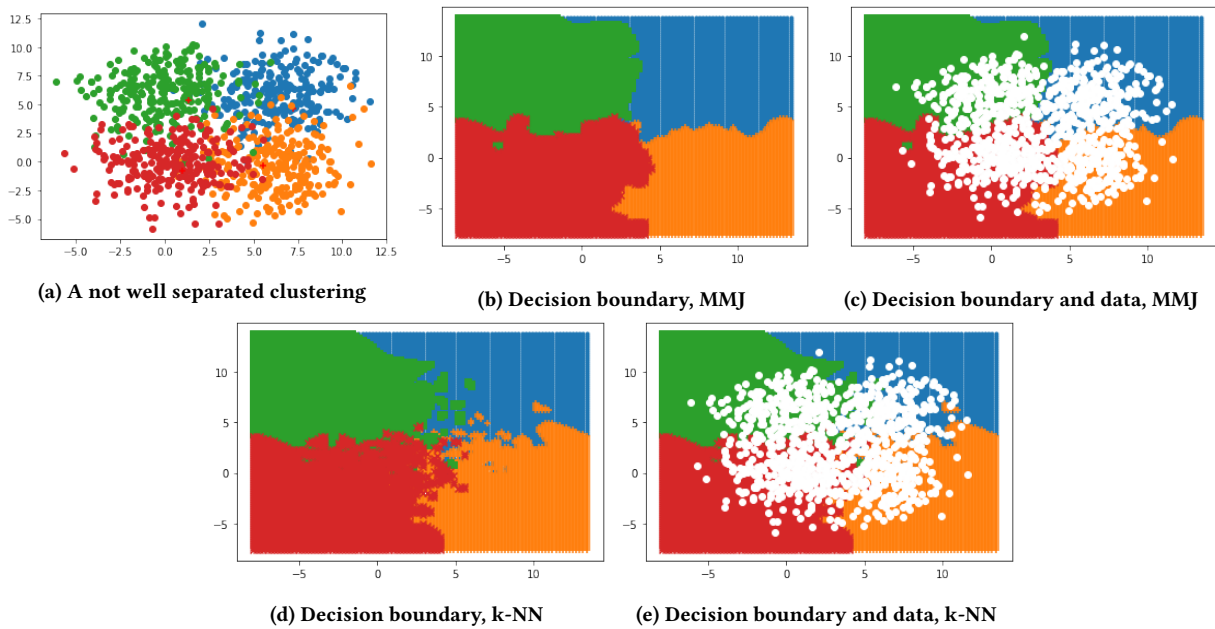 12.5
10.0
7.5
5.0
2.5
0.0
−2.5
−5.0
−5.0 −2.5 0.0 2.5 5.0 7.5 10.0 12.5
(a) A not well separated clustering
10
5
0
−5
−5 0 5 10
(b) Decision boundary, MMJ
10
5
0
−5
−5 0 5 10
(c) Decision boundary and data, MMJ
10
5
0
−5
−5 0 5 10
(d) Decision boundary, k-NN
10
5
0
−5
−5 0 5 10
(e) Decision boundary and data, k-NN